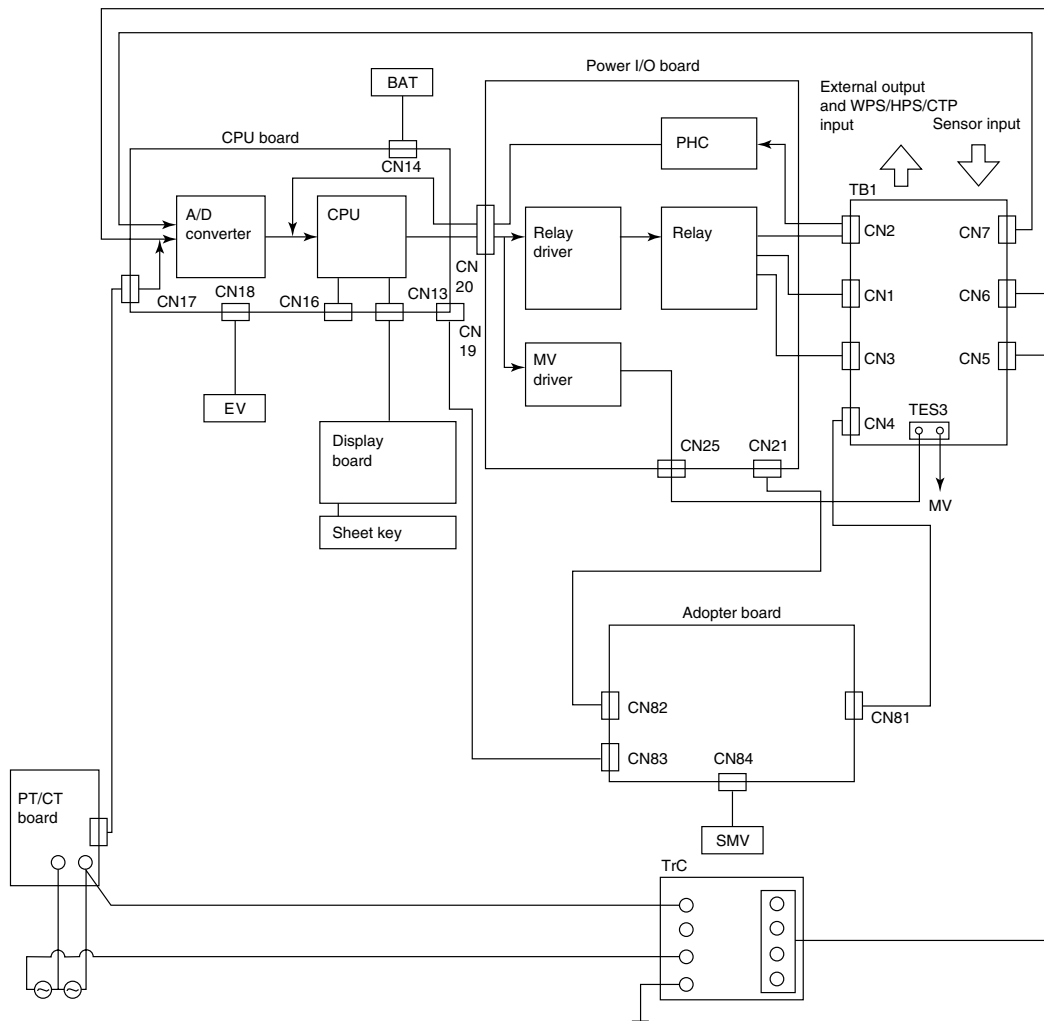 Power I/O board
External output
and WPS/HPS/CTP
input
Sensor input
BAT
CPU board
CN14
PHC
TB1
A/D
converter
CPU
Relay
driver
Relay
CN2
CN7
CN
20
CN17
CN18
CN16
CN13
CN
19
CN1
CN6
CN3
CN5
MV
driver
EV
CN4
TES3
Display
board
CN25
CN21
MV
Sheet key
Adopter board
CN82
CN81
CN83
CN84
PT/CT
board
SMV
TrC